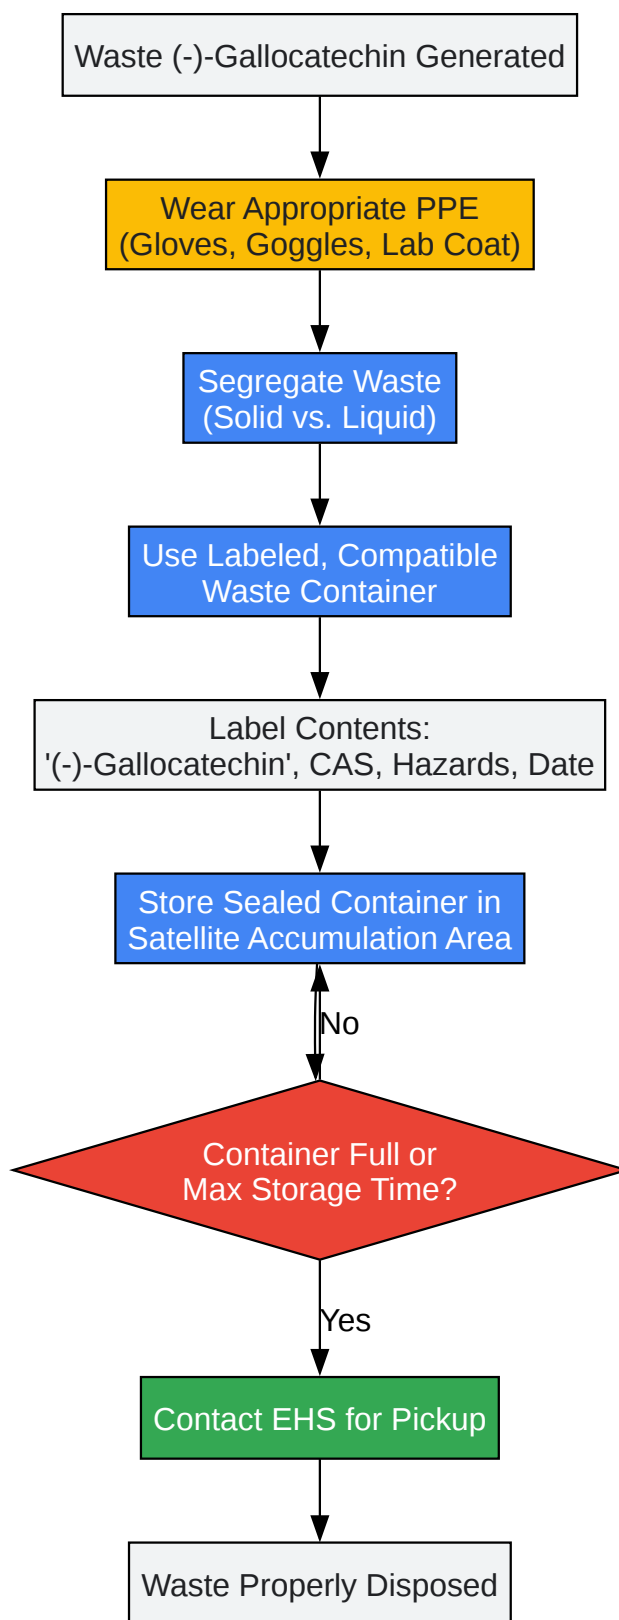 Waste (-)-Gallocatechin Generated
Wear Appropriate PPE
(Gloves, Goggles, Lab Coat)
Segregate Waste
(Solid vs. Liquid)
Use Labeled, Compatible
Waste Container
Label Contents:
'(-)-Gallocatechin', CAS, Hazards, Date
Store Sealed Container in
Satellite Accumulation Area
No
Container Full or
Max Storage Time?
Yes
Contact EHS for Pickup
Waste Properly Disposed